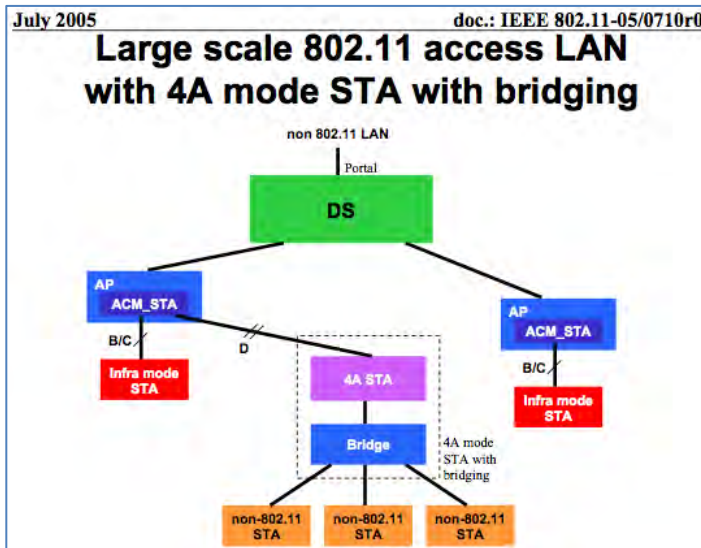 July 2005
doc.: IEEE 802.11-05/0710r0
Large scale 802.11 access LAN
with 4A mode STA with bridging
non 802.11 LAN
Portal
DS
AP
ACM_STA
AP
ACM_STA
B/C
D
B/C
Infra mode
STA
4A STA
Infra mode
STA
Bridge
4A mode
STA with
bridging
non-802.11
STA
non-802.11
STA
non-802.11
STA